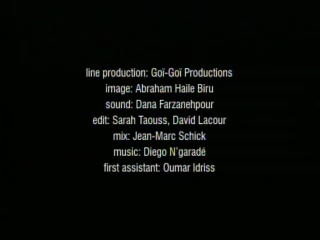 line production: Goï-Goï Productions
image: Abraham Haile Biru
sound: Dana Farzanehpour
edit: Sarah Taouss, David Lacour
mix: Jean-Marc Schick
music: Diego N'garadé
first assistant: Oumar Idriss